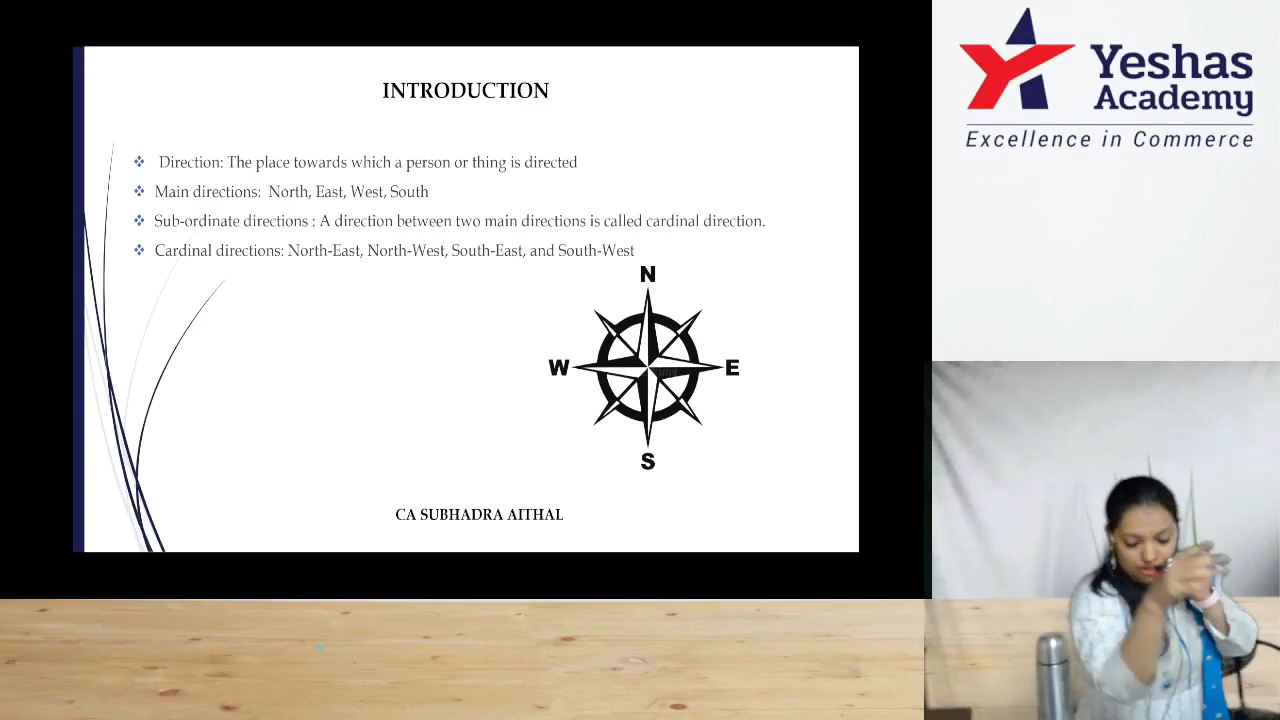 INTRODUCTION
Direction: The place towards which a person or thing is directed
Main directions: North, East, West, South
Sub-ordinate directions : A direction between two main directions is called cardinal direction.
Cardinal directions: North-East, North-West, South-East, and South-West
N
W
E
S
CA SUBHADRA AITHAL
Yeshas
Academy
Excellence in Commerce